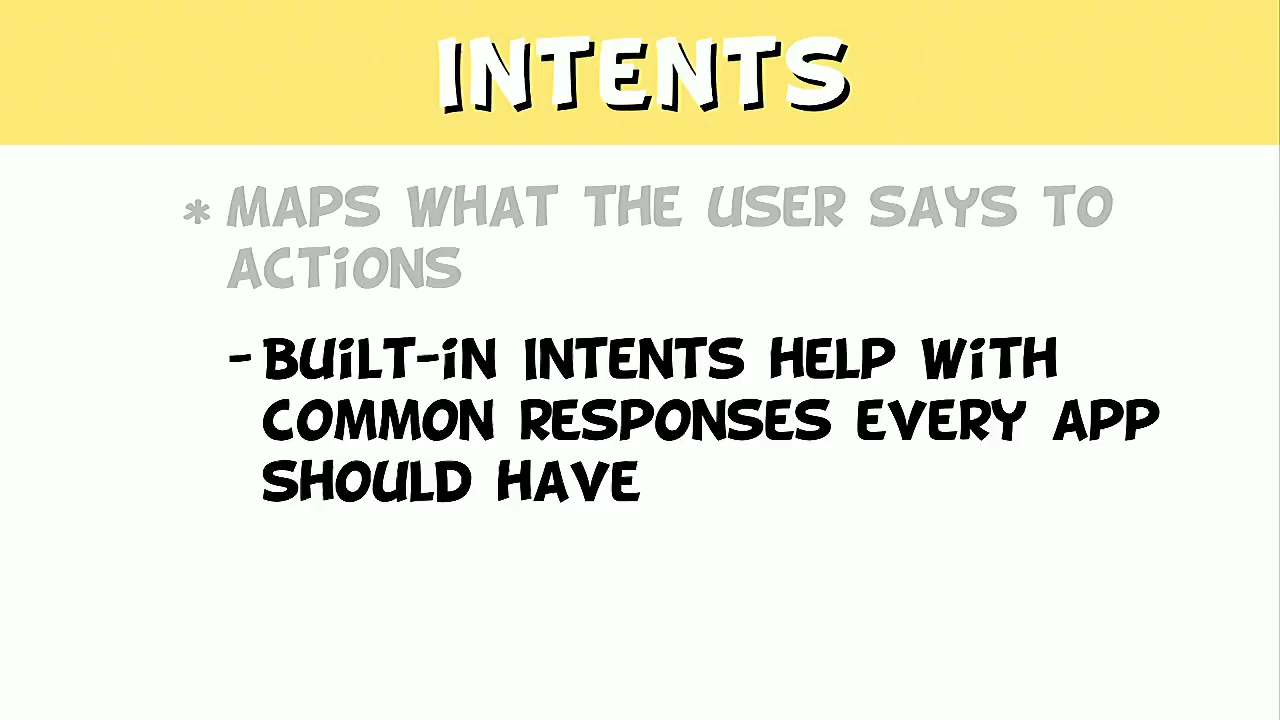 INTENTS
* MAPS WHAT THE USER SAYS TO
ACTIONS
- BUILT-IN INTENTS HELP WITH
COMMON RESPONSES EVERY APP
SHOULD HAVE